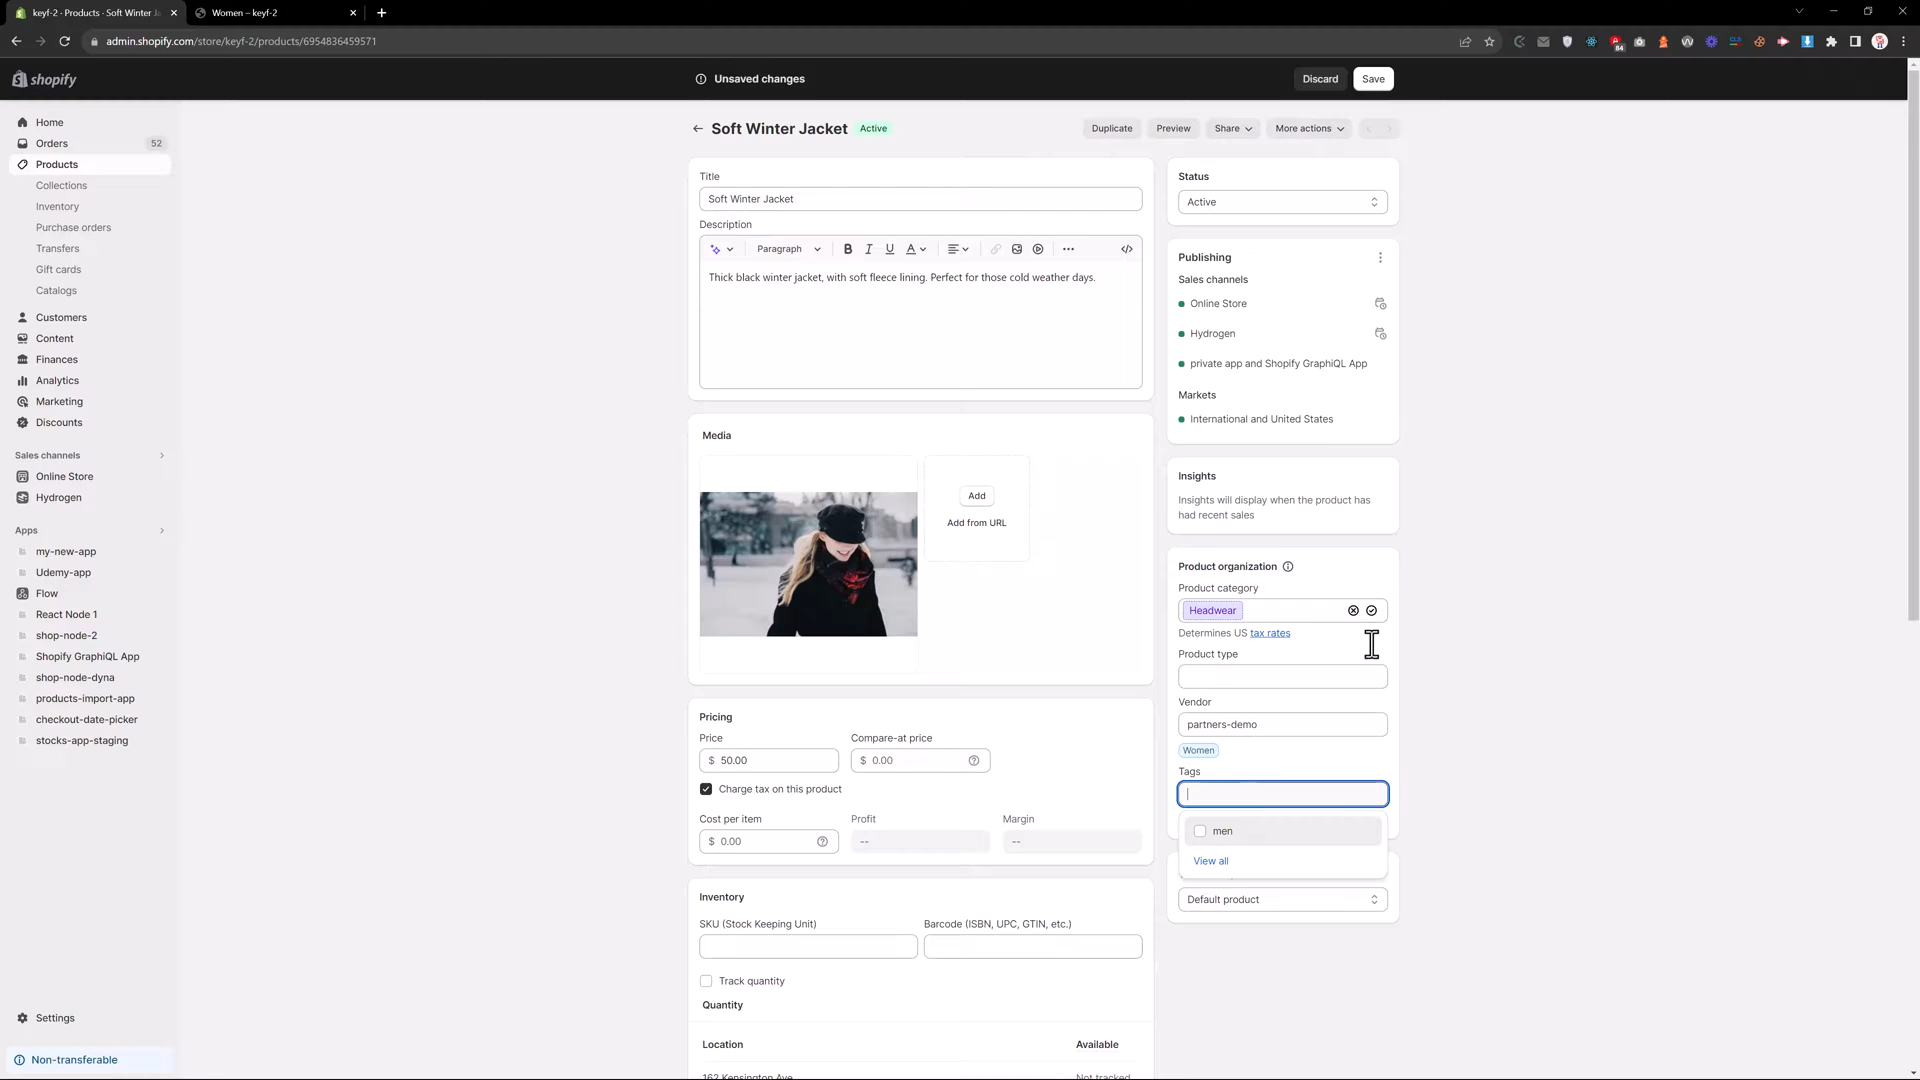 keyf-2 · Products · Soft Winter J
Women – keyf-2
admin.shopify.com/store/keyf-2/products/6954836459571
84
shopify
Unsaved changes
Discard
Save
Home
Orders 52
Products
Collections
Inventory
Purchase orders
Transfers
Gift cards
Catalogs
Customers
Content
Finances
Analytics
Marketing
Discounts
Sales channels
Online Store
Hydrogen
Apps
my-new-app
Udemy-app
Flow
React Node 1
shop-node-2
Shopify GraphiQL App
shop-node-dyna
products-import-app
checkout-date-picker
stocks-app-staging
Settings
Non-transferable
Soft Winter Jacket Active
Duplicate
Preview
Share
More actions
Title
Soft Winter Jacket
Description
Paragraph B I U A
Thick black winter jacket, with soft fleece lining. Perfect for those cold weather days.
Media
Add
Add from URL
Pricing
Price Compare-at price
$ 50.00 $ 0.00
Charge tax on this product
Cost per item Profit Margin
$ 0.00 -- --
Inventory
SKU (Stock Keeping Unit) Barcode (ISBN, UPC, GTIN, etc.)
Track quantity
Quantity
Location Available
162 Kensington Ave Not tracked
Status
Active
Publishing
Sales channels
Online Store
Hydrogen
private app and Shopify GraphiQL App
Markets
International and United States
Insights
Insights will display when the product has
had recent sales
Product organization
Product category
Headwear
Determines US tax rates
Product type
Vendor
partners-demo
Women
Tags
men
View all
Default product